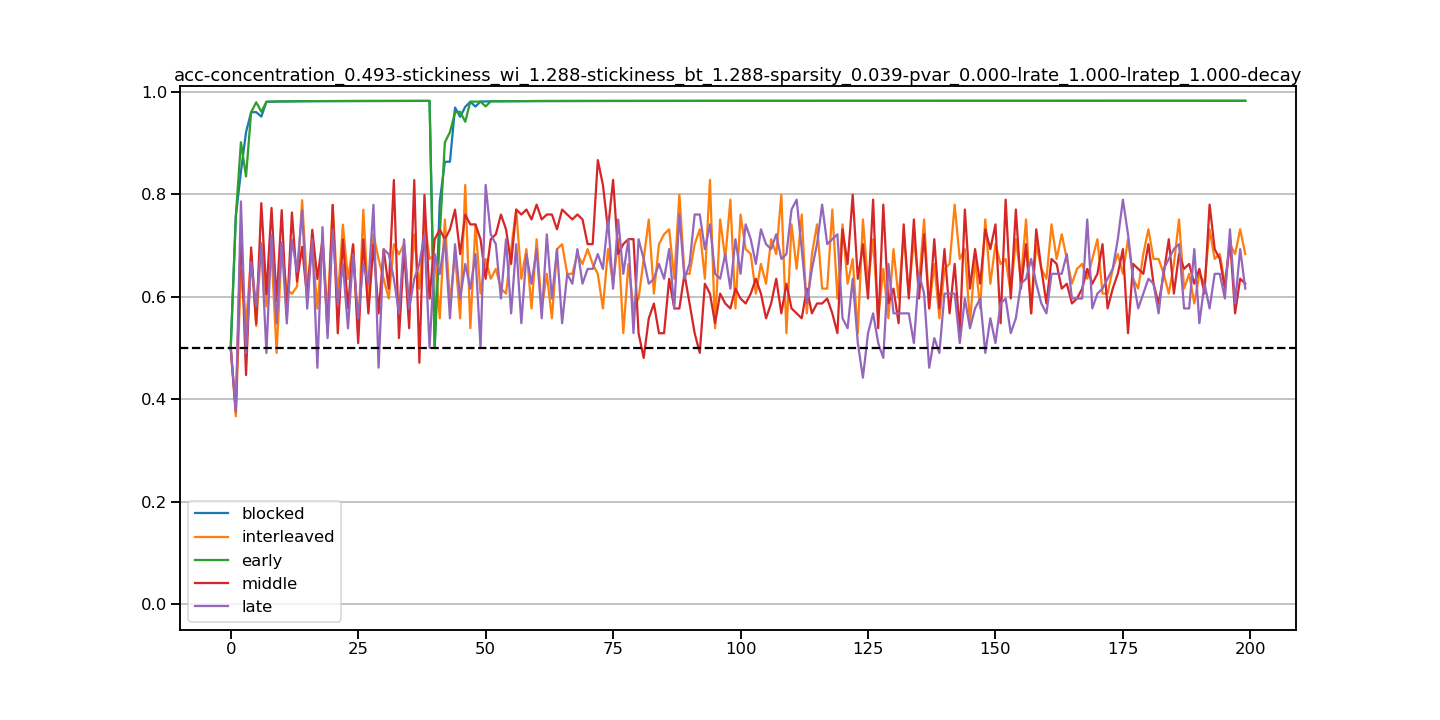 acc-concentration_0.493-stickiness_wi_1.288-stickiness_bt_1.288-sparsity_0.039-pvar_0.000-lrate_1.000-lratep_1.000-decay
1.0
0.8
0.6
0.4
0.2
0.0
blocked
interleaved
early
middle
late
0 25 50 75 100 125 150 175 200